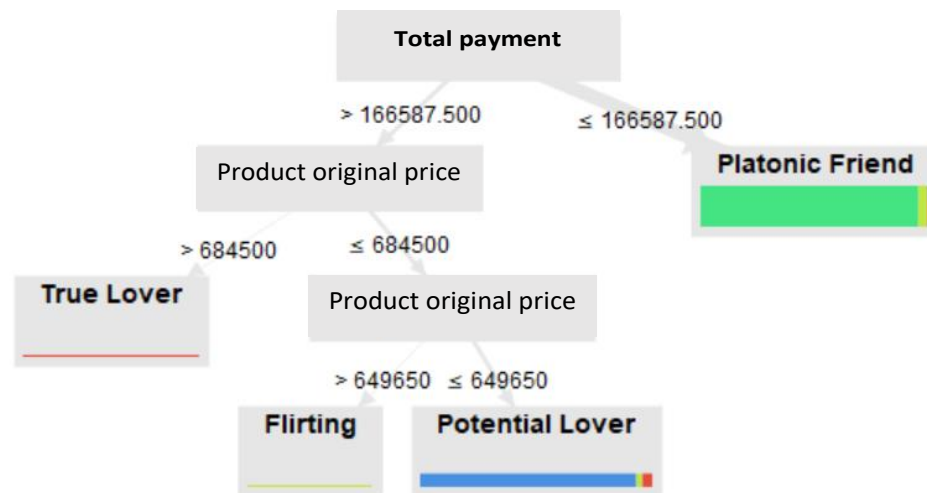 Total payment
> 166587.500
≤ 166587.500
Product original price
Platonic Friend
> 684500
≤ 684500
True Lover
Product original price
> 649650
≤ 649650
Flirting
Potential Lover